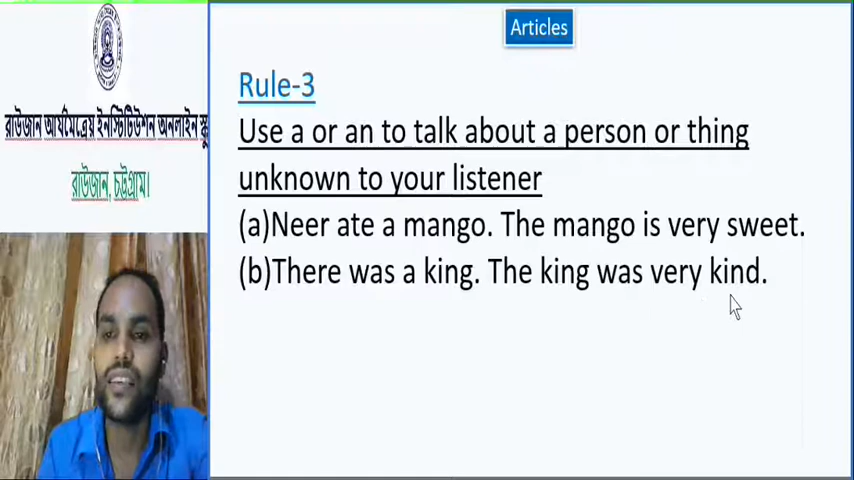 Articles
রাউজান আর্যমৈত্রেয় ইনস্টিটিউশন অনলাইন
রাউজান, চট্টগ্রাম।
Rule-3
Use a or an to talk about a person or thing
unknown to your listener
(a)Neer ate a mango. The mango is very sweet.
(b)There was a king. The king was very kind.